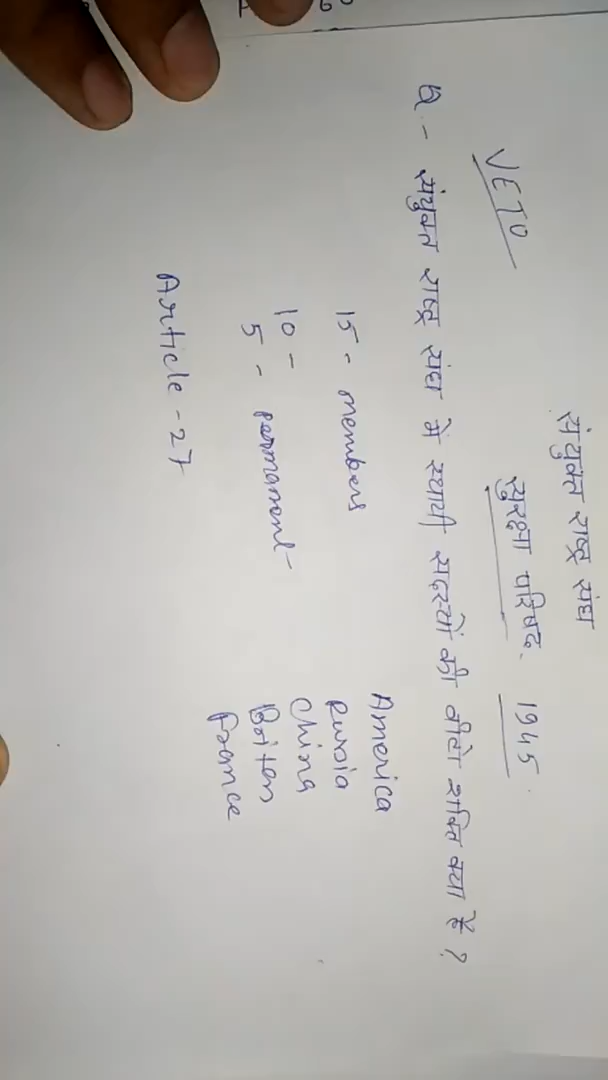 संयुक्त राष्ट्र संघ
सुरक्षा परिषद 1945
VETO
Q - संयुक्त राष्ट्र संघ में स्थायी सदस्यों की वीटो शक्ति क्या है ?
15 - members
10 -
5 - permanent
America
Russia
China
Briten
France
Article - 27